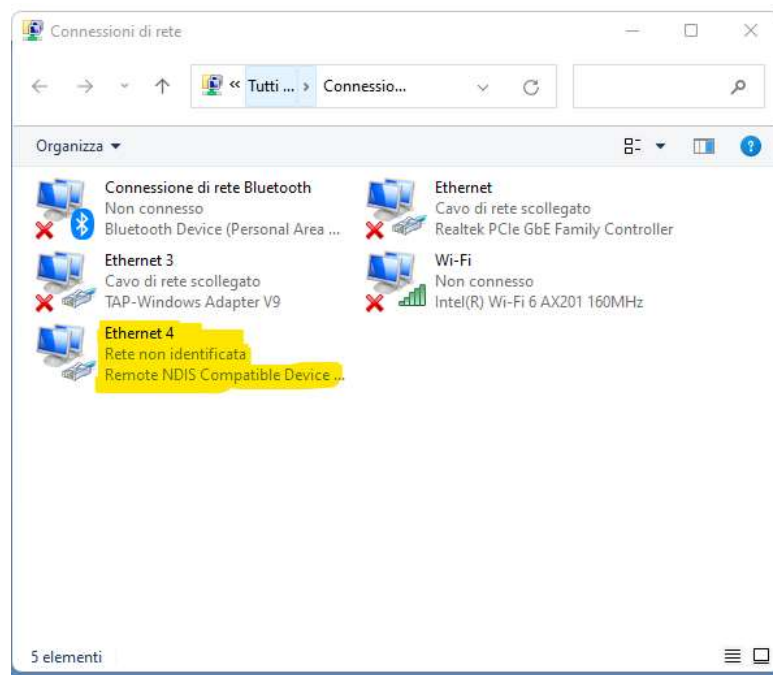 Connessioni di rete
« Tutti ... › Connessio...
Organizza
Connessione di rete Bluetooth
Non connesso
Bluetooth Device (Personal Area ...
Ethernet
Cavo di rete scollegato
Realtek PCIe GbE Family Controller
Ethernet 3
Cavo di rete scollegato
TAP-Windows Adapter V9
Wi-Fi
Non connesso
Intel(R) Wi-Fi 6 AX201 160MHz
Ethernet 4
Rete non identificata
Remote NDIS Compatible Device ...
5 elementi